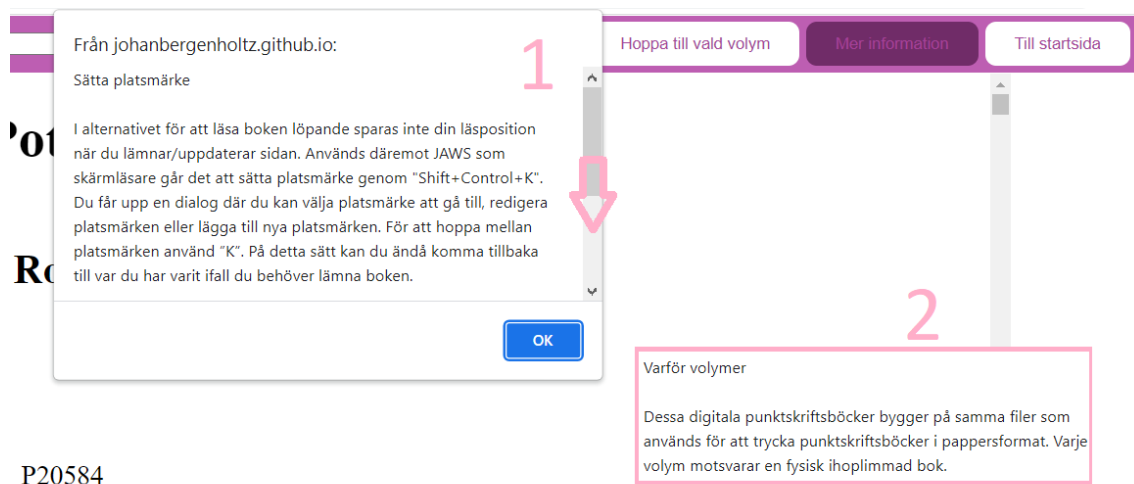 Från johanbergenholtz.github.io:
1
Sätta platsmärke
I alternativet för att läsa boken löpande sparas inte din läsposition
när du lämnar/uppdaterar sidan. Används däremot JAWS som
skärmläsare går det att sätta platsmärke genom "Shift+Control+K".
Du får upp en dialog där du kan välja platsmärke att gå till, redigera
platsmärken eller lägga till nya platsmärken. För att hoppa mellan
platsmärken använd "K". På detta sätt kan du ändå komma tillbaka
till var du har varit ifall du behöver lämna boken.
OK
Hoppa till vald volym
Mer information
Till startsida
2
Varför volymer
Dessa digitala punktskriftsböcker bygger på samma filer som
används för att trycka punktskriftsböcker i pappersformat. Varje
volym motsvarar en fysisk ihoplimmad bok.
P20584